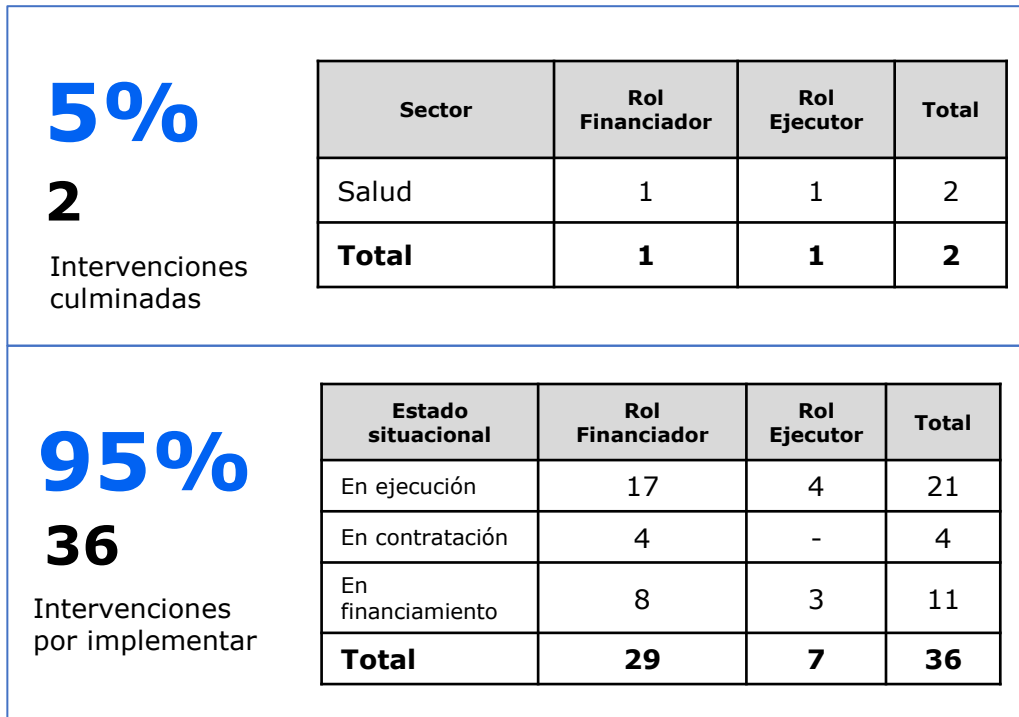 5%
2
Intervenciones
culminadas
Sector Rol Financiador Rol Ejecutor Total
Salud 1 1 2
Total 1 1 2
95%
36
Intervenciones
por implementar
Estado situacional Rol Financiador Rol Ejecutor Total
En ejecución 17 4 21
En contratación 4 - 4
En financiamiento 8 3 11
Total 29 7 36